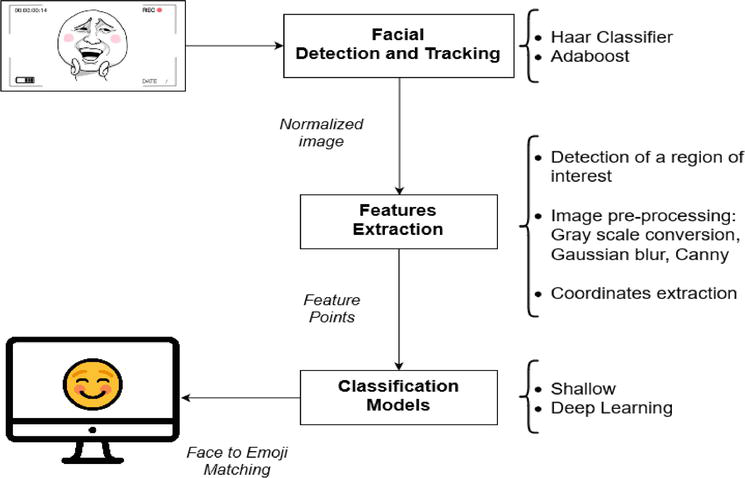 00:00:00:14 REC
DATE /
Facial
Detection and Tracking
• Haar Classifier
• Adaboost
Normalized
image
Features
Extraction
• Detection of a region of
interest
• Image pre-processing:
Gray scale conversion,
Gaussian blur, Canny
• Coordinates extraction
Feature
Points
Classification
Models
• Shallow
• Deep Learning
Face to Emoji
Matching